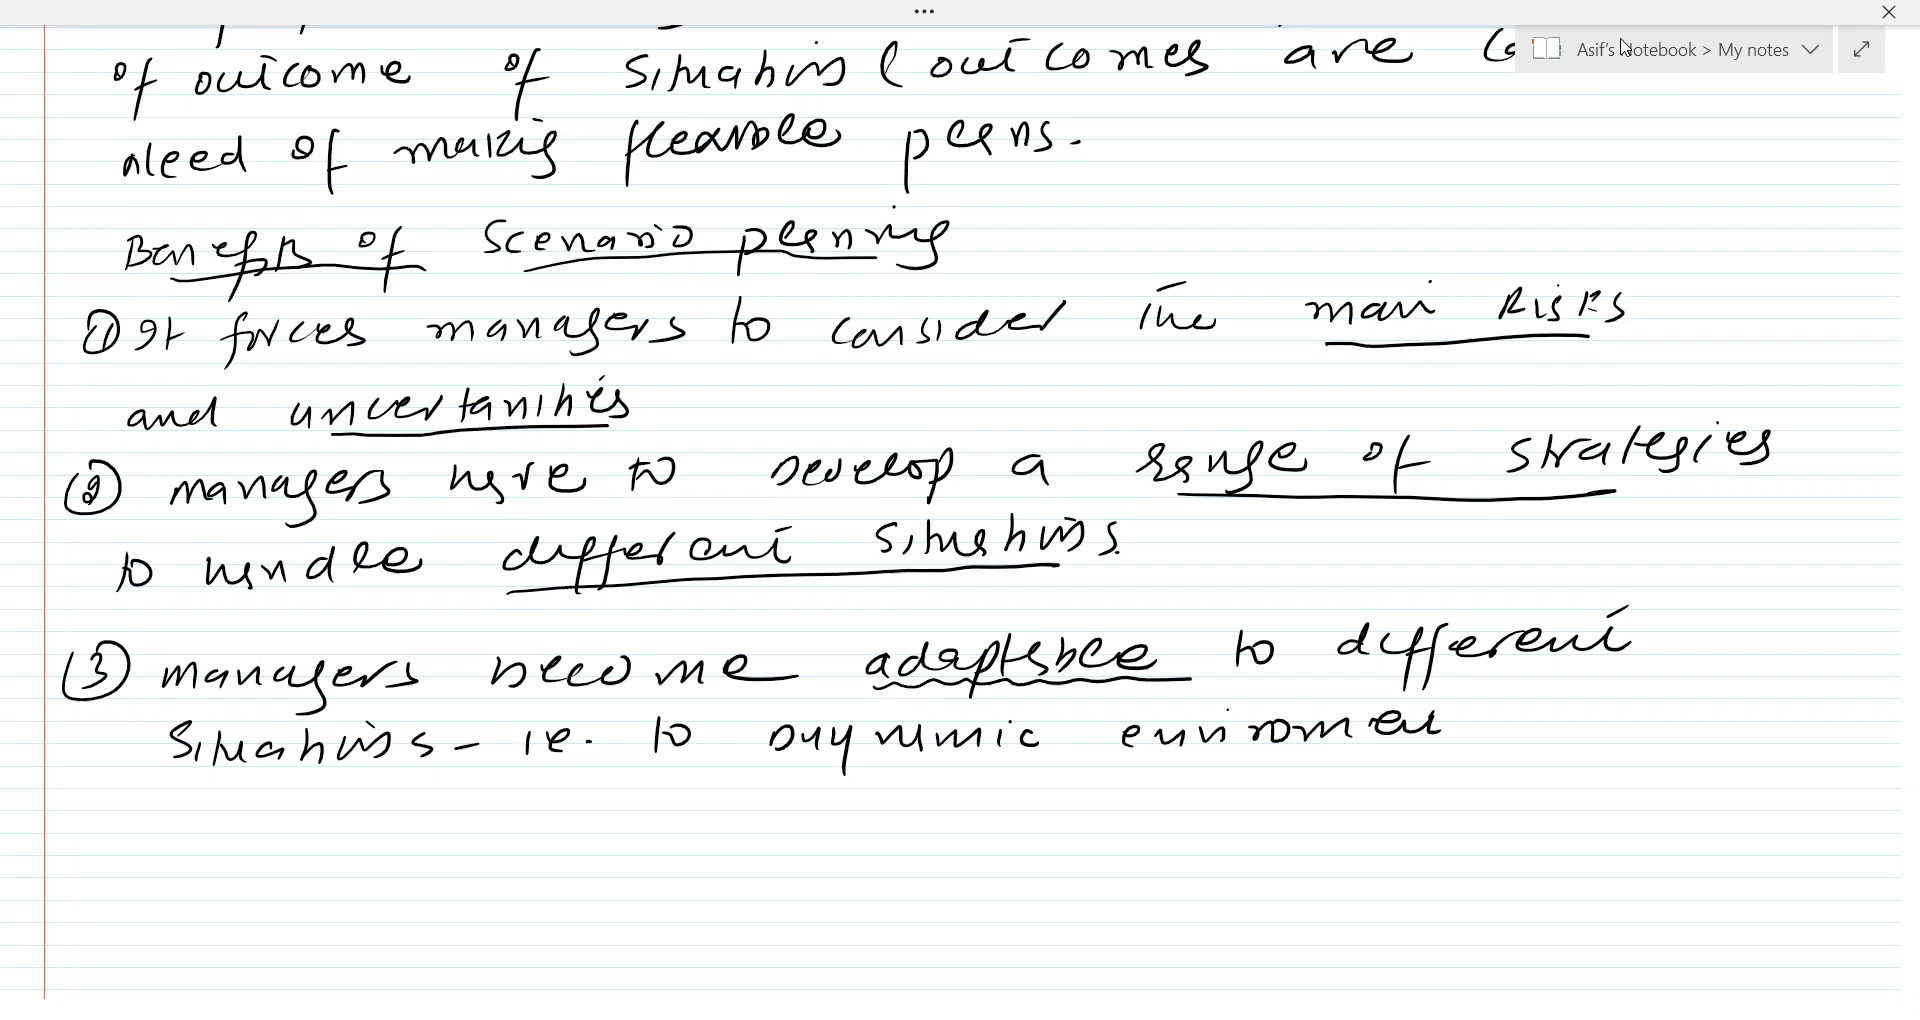 of outcome of situations (outcomes are
Asif's Notebook > My notes
need of making flexible plans.
Benefits of Scenario planning
① It forces managers to consider the main Risks
and uncertainties
② managers have to develop a range of strategies
to handle different situations.
③ managers become adaptable to different
situations - ie. to dynamic enviroment